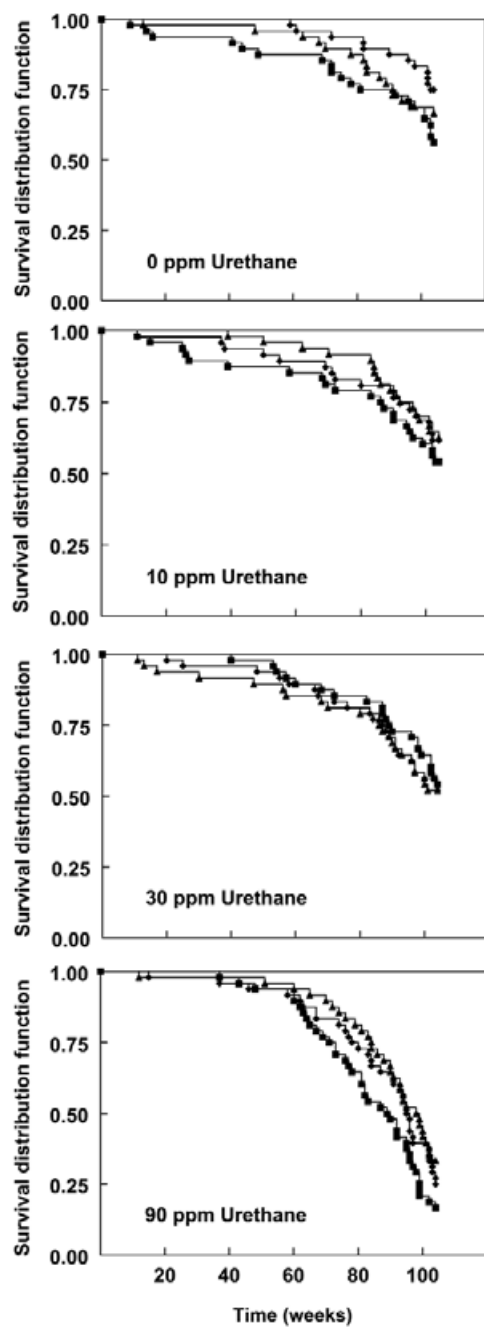 Survival distribution function
1.00
0.75
0.50
0.25
0.00
0 ppm Urethane
Survival distribution function
1.00
0.75
0.50
0.25
0.00
10 ppm Urethane
Survival distribution function
1.00
0.75
0.50
0.25
0.00
30 ppm Urethane
Survival distribution function
1.00
0.75
0.50
0.25
0.00
90 ppm Urethane
20 40 60 80 100
Time (weeks)